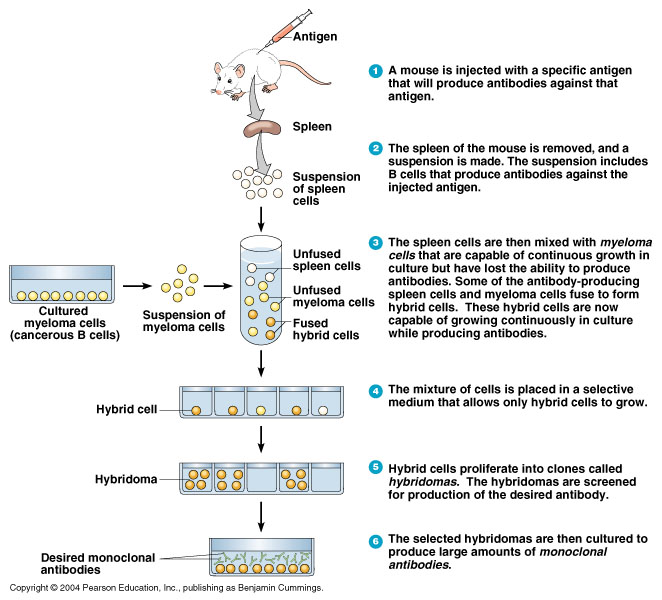 Antigen
1 A mouse is injected with a specific antigen
that will produce antibodies against that
antigen.
Spleen
2 The spleen of the mouse is removed, and a
suspension is made. The suspension includes
B cells that produce antibodies against the
injected antigen.
Suspension
of spleen
cells
3 The spleen cells are then mixed with myeloma
cells that are capable of continuous growth in
culture but have lost the ability to produce
antibodies. Some of the antibody-producing
spleen cells and myeloma cells fuse to form
hybrid cells. These hybrid cells are now
capable of growing continuously in culture
while producing antibodies.
Unfused
spleen cells
Unfused
myeloma cells
Fused
hybrid cells
Cultured
myeloma cells
(cancerous B cells)
Suspension
of myeloma cells
4 The mixture of cells is placed in a selective
medium that allows only hybrid cells to grow.
Hybrid cell
5 Hybrid cells proliferate into clones called
hybridomas. The hybridomas are screened
for production of the desired antibody.
Hybridoma
6 The selected hybridomas are then cultured to
produce large amounts of monoclonal
antibodies.
Desired monoclonal
antibodies
Copyright © 2004 Pearson Education, Inc., publishing as Benjamin Cummings.